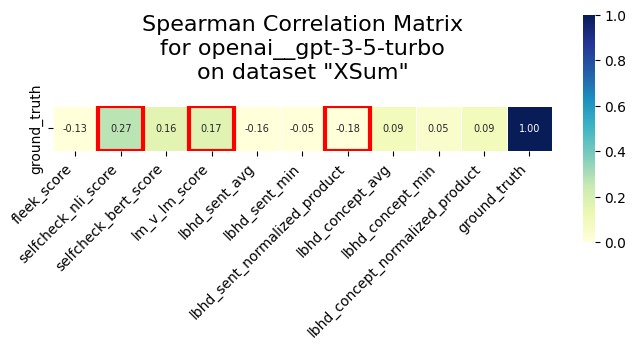 Spearman Correlation Matrix
for openai__gpt-3-5-turbo
on dataset "XSum"
ground_truth
-0.13 0.27 0.16 0.17 -0.16 -0.05 -0.18 0.09 0.05 0.09 1.00
fleek_score
selfcheck_nli_score
selfcheck_bert_score
lm_v_lm_score
lbhd_sent_avg
lbhd_sent_min
lbhd_sent_normalized_product
lbhd_concept_avg
lbhd_concept_min
lbhd_concept_normalized_product
ground_truth
1.0
0.8
0.6
0.4
0.2
0.0